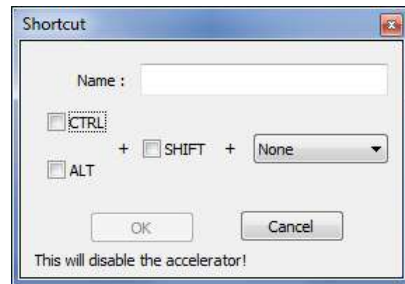 Shortcut
Name :
CTRL
+ SHIFT + None
ALT
OK Cancel
This will disable the accelerator!